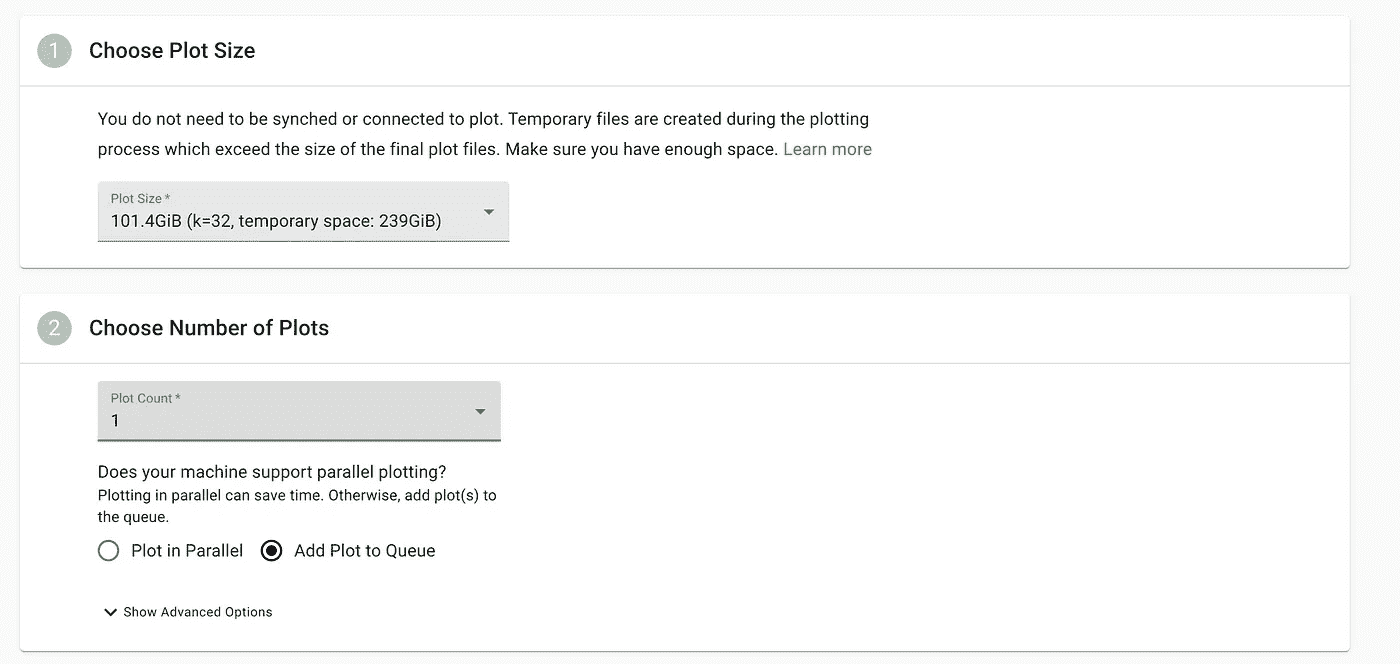 1 Choose Plot Size
You do not need to be synched or connected to plot. Temporary files are created during the plotting
process which exceed the size of the final plot files. Make sure you have enough space. Learn more
Plot Size *
101.4GiB (k=32, temporary space: 239GiB)
2 Choose Number of Plots
Plot Count *
1
Does your machine support parallel plotting?
Plotting in parallel can save time. Otherwise, add plot(s) to
the queue.
Plot in Parallel Add Plot to Queue
Show Advanced Options